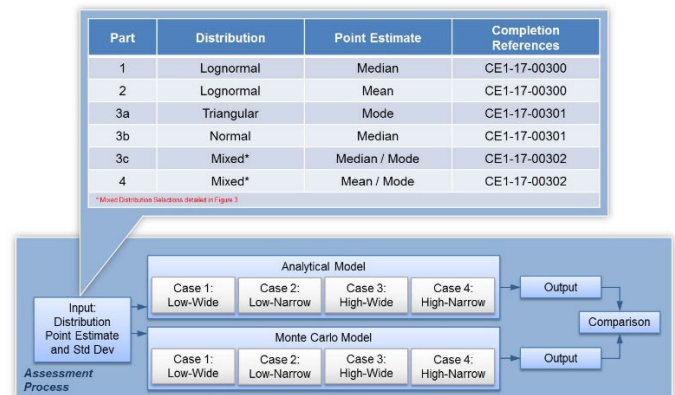 Part Distribution Point Estimate Completion References
1 Lognormal Median CE1-17-00300
2 Lognormal Mean CE1-17-00300
3a Triangular Mode CE1-17-00301
3b Normal Median CE1-17-00301
3c Mixed* Median / Mode CE1-17-00302
4 Mixed* Mean / Mode CE1-17-00302
* Mixed Distribution Selections detailed in Figure 3
Input:
Distribution
Point Estimate
and Std Dev
Assessment
Process
Analytical Model
Case 1:
Low-Wide
Case 2:
Low-Narrow
Case 3:
High-Wide
Case 4:
High-Narrow
Output
Monte Carlo Model
Case 1:
Low-Wide
Case 2:
Low-Narrow
Case 3:
High-Wide
Case 4:
High-Narrow
Output
Comparison